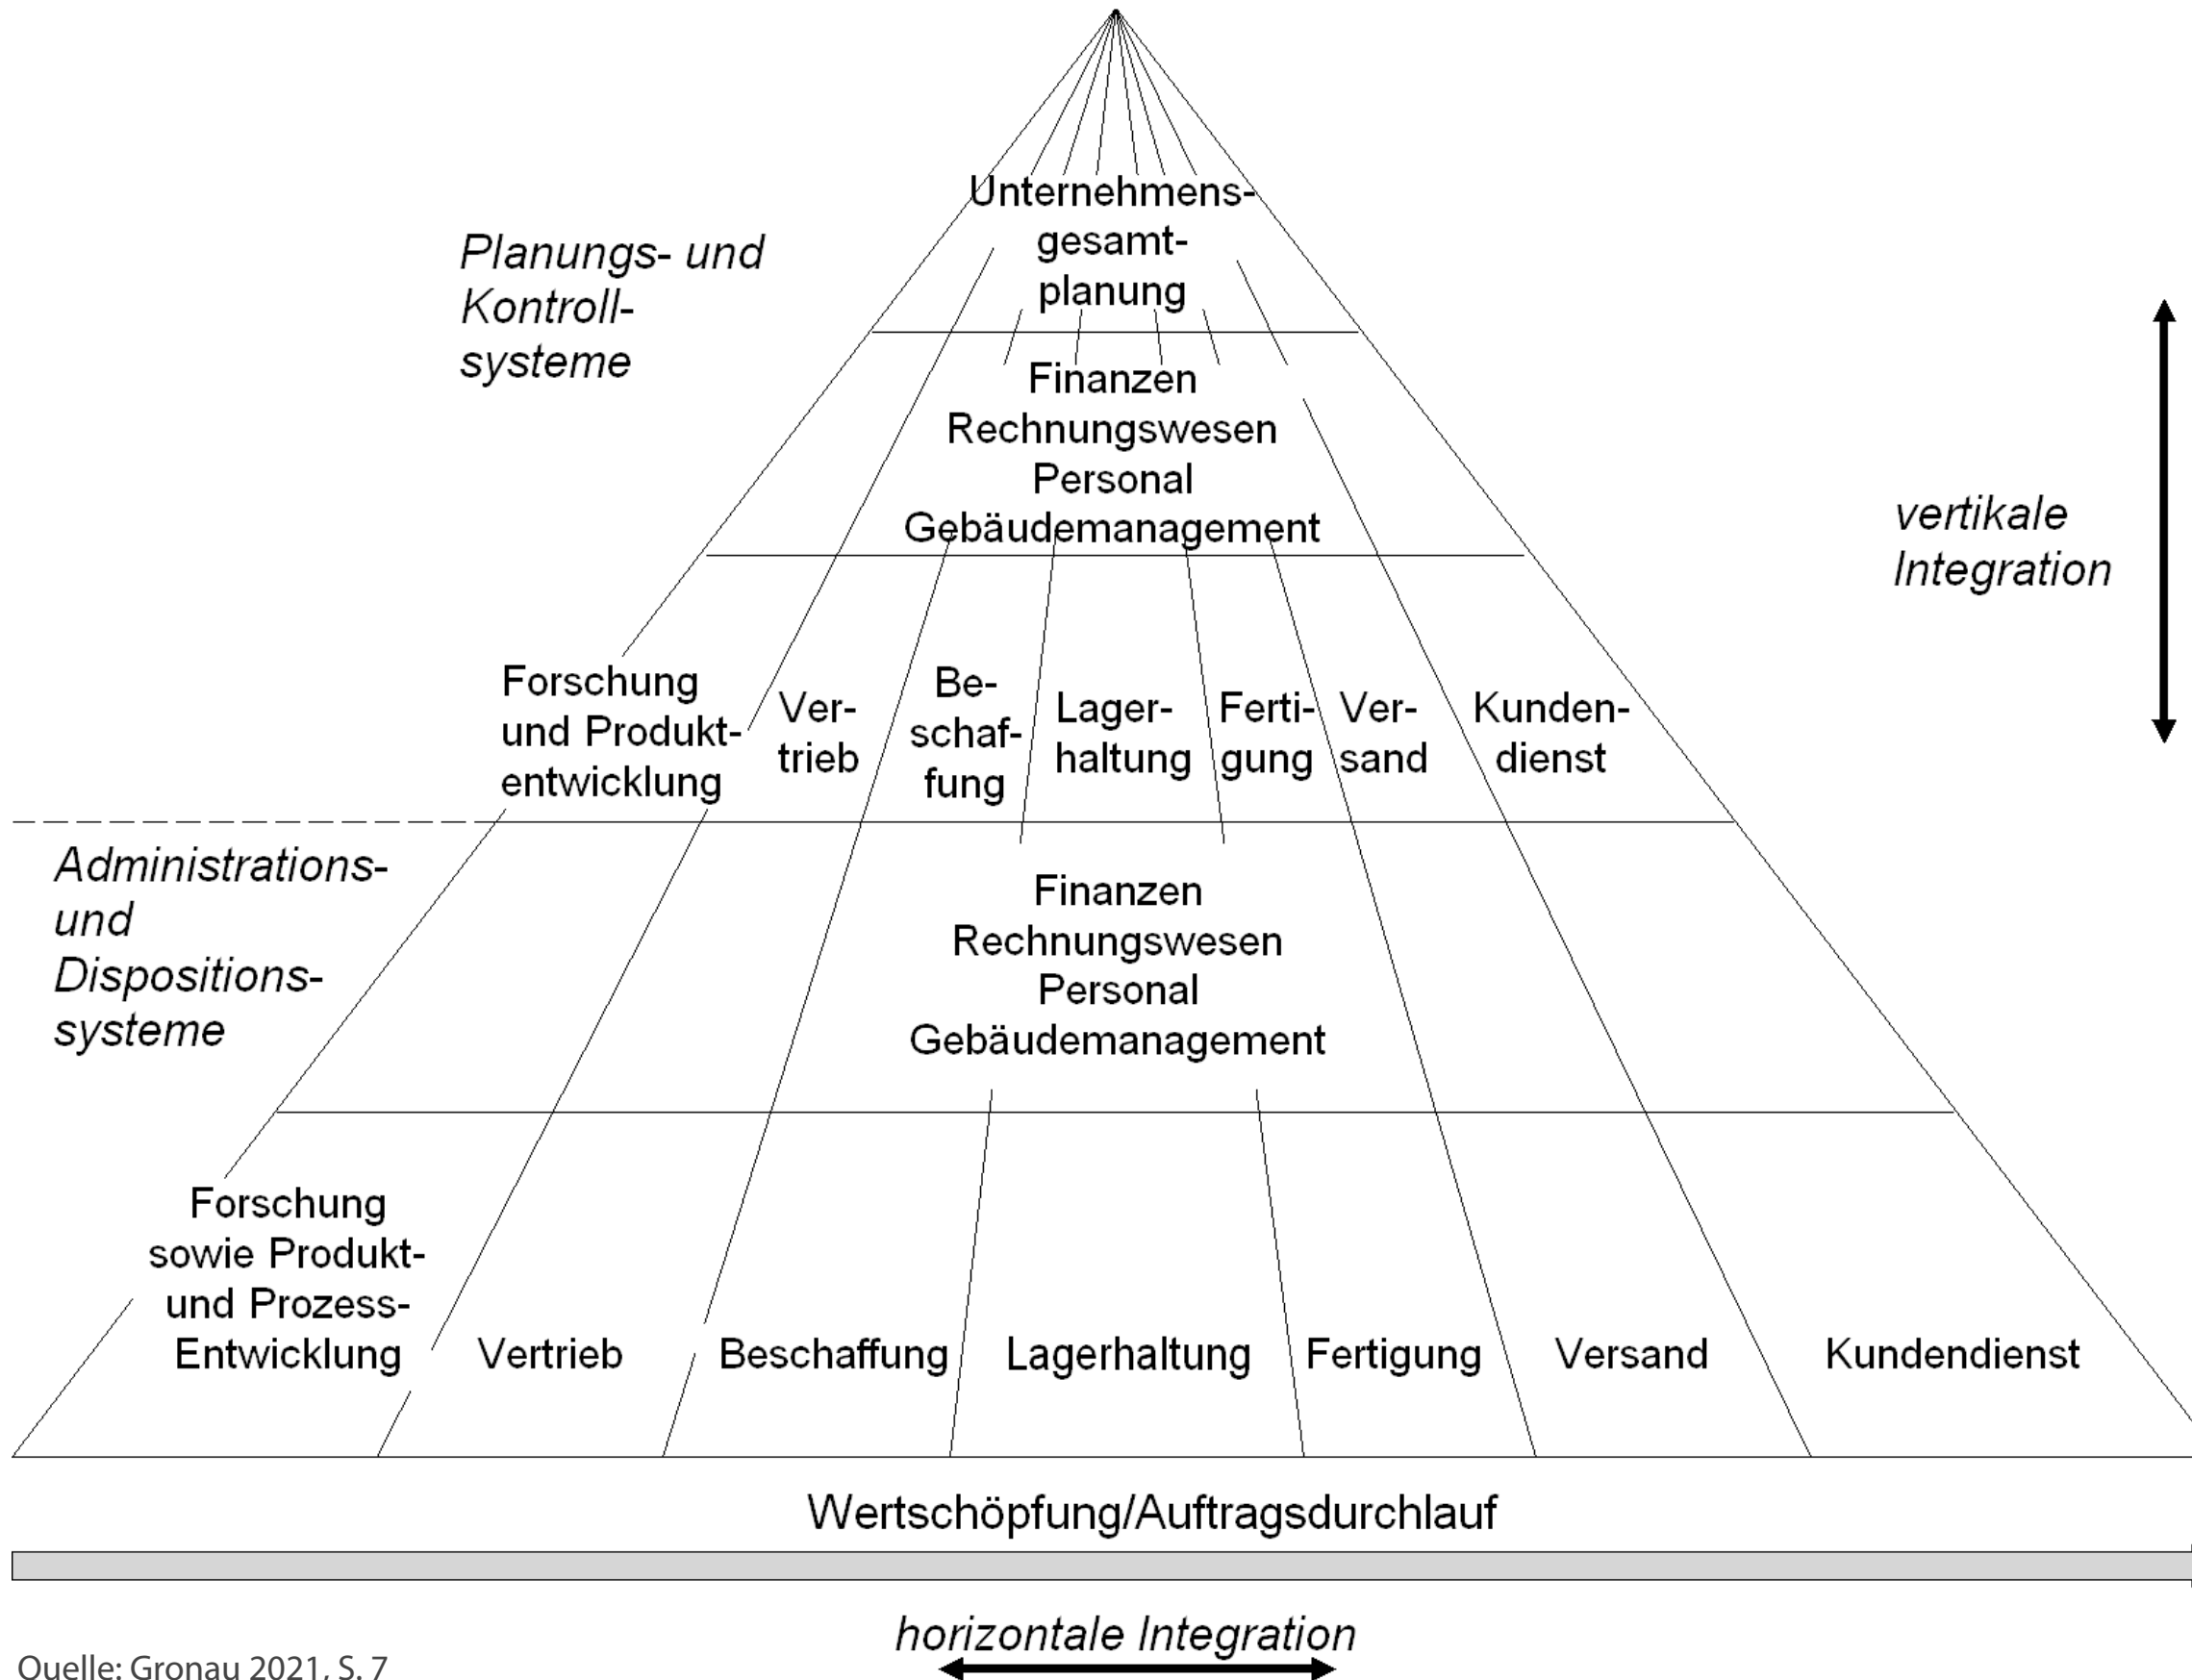 Unternehmens-
gesamt-
planung
Planungs- und
Kontroll-
systeme
Finanzen
Rechnungswesen
Personal
Gebäudemanagement
vertikale
Integration
Forschung
und Produkt-
entwicklung
Ver-
trieb
Be-
schaf-
fung
Lager-
haltung
Ferti-
gung
Ver-
sand
Kunden-
dienst
Administrations-
und
Dispositions-
systeme
Finanzen
Rechnungswesen
Personal
Gebäudemanagement
Forschung
sowie Produkt-
und Prozess-
Entwicklung
Vertrieb
Beschaffung
Lagerhaltung
Fertigung
Versand
Kundendienst
Wertschöpfung/Auftragsdurchlauf
horizontale Integration
Quelle: Gronau 2021, S. 7